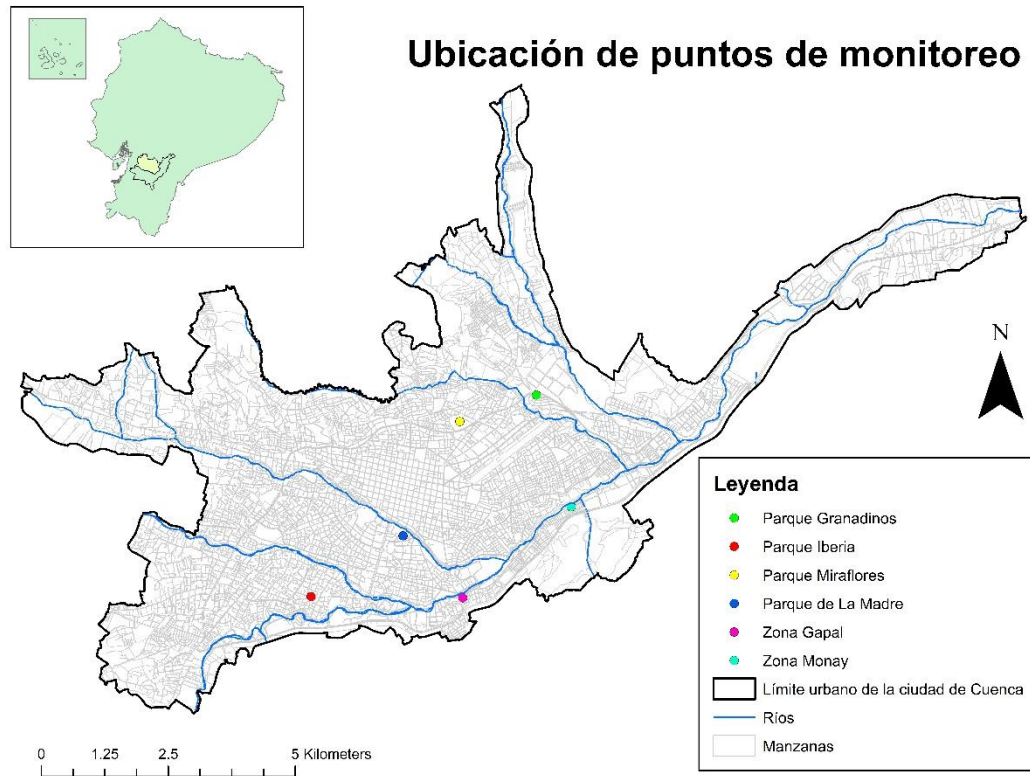 Ubicación de puntos de monitoreo
N
Leyenda
Parque Granadinos
Parque Iberia
Parque Miraflores
Parque de La Madre
Zona Gapal
Zona Monay
Límite urbano de la ciudad de Cuenca
Ríos
Manzanas
0 1.25 2.5 5 Kilometers